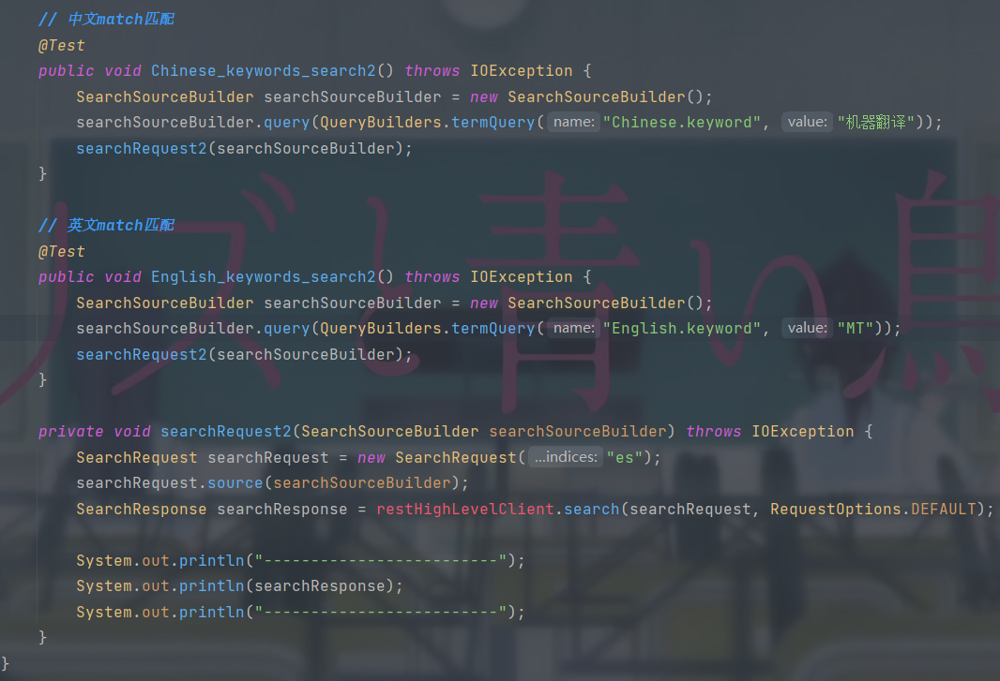 // 中文match匹配
@Test
public void Chinese_keywords_search2() throws IOException {
SearchSourceBuilder searchSourceBuilder = new SearchSourceBuilder();
searchSourceBuilder.query(QueryBuilders.termQuery( name: "Chinese.keyword", value: "机器翻译"));
searchRequest2(searchSourceBuilder);
}
// 英文match匹配
@Test
public void English_keywords_search2() throws IOException {
SearchSourceBuilder searchSourceBuilder = new SearchSourceBuilder();
searchSourceBuilder.query(QueryBuilders.termQuery( name: "English.keyword", value: "MT"));
searchRequest2(searchSourceBuilder);
}
private void searchRequest2(SearchSourceBuilder searchSourceBuilder) throws IOException {
SearchRequest searchRequest = new SearchRequest( ...indices: "es");
searchRequest.source(searchSourceBuilder);
SearchResponse searchResponse = restHighLevelClient.search(searchRequest, RequestOptions.DEFAULT);
System.out.println("-------------------------");
System.out.println(searchResponse);
System.out.println("-------------------------");
}
}
ズと青い鳥